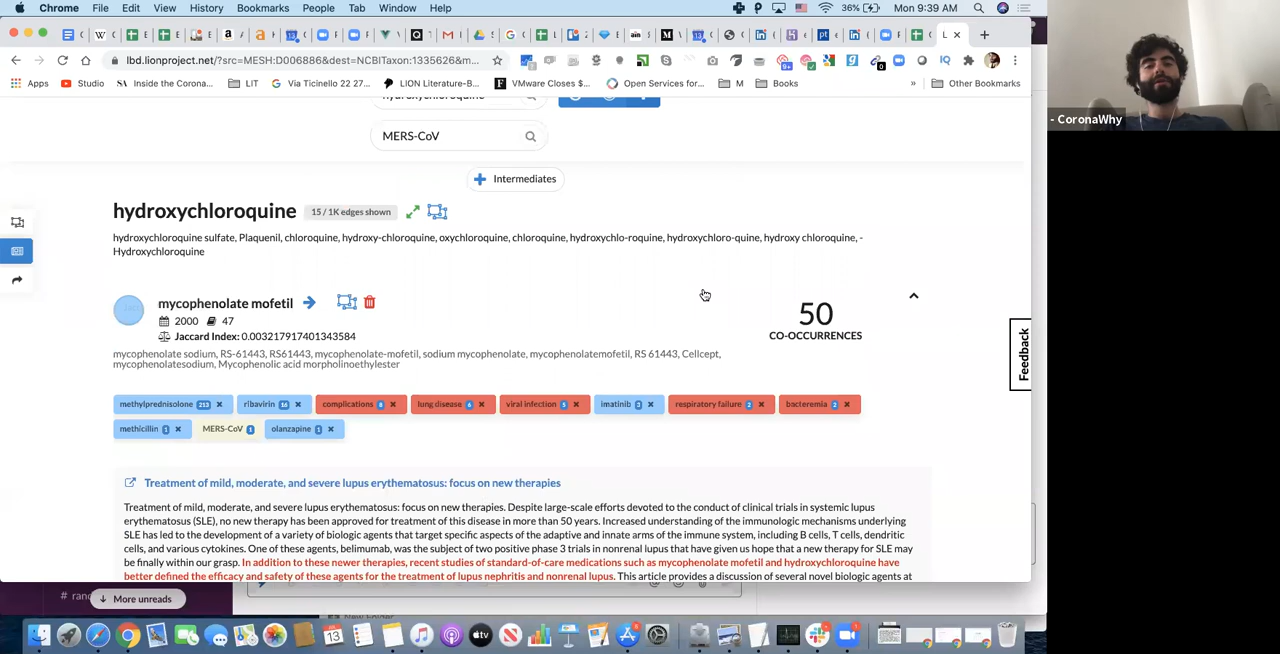 Chrome File Edit View History Bookmarks People Tab Window Help 36% Mon 9:39 AM
lbd.lionproject.net/?src=MESH:D006886&dest=NCBITaxon:1335626&m...
Apps Studio Inside the Corona... LIT Via Ticinello 22 27... LION Literature-B... VMware Closes $... Open Services for... M Books » Other Bookmarks
- CoronaWhy
MERS-CoV
Intermediates
hydroxychloroquine 15 / 1K edges shown
hydroxychloroquine sulfate, Plaquenil, chloroquine, hydroxy-chloroquine, oxychloroquine, chloroquine, hydroxychlo-roquine, hydroxychloro-quine, hydroxy chloroquine, -
Hydroxychloroquine
mycophenolate mofetil
2000 47
Jaccard Index: 0.003217917401343584
50
CO-OCCURRENCES
mycophenolate sodium, RS-61443, RS61443, mycophenolate-mofetil, sodium mycophenolate, mycophenolatemofetil, RS 61443, Cellcept,
mycophenolatesodium, Mycophenolic acid morpholinoethylester
Feedback
methylprednisolone 213 ribavirin complications lung disease viral infection imatinib respiratory failure 2 bacteremia 2
methicillin 1 MERS-CoV 1 olanzapine 1
Treatment of mild, moderate, and severe lupus erythematosus: focus on new therapies
Treatment of mild, moderate, and severe lupus erythematosus: focus on new therapies. Despite large-scale efforts devoted to the conduct of clinical trials in systemic lupus
erythematosus (SLE), no new therapy has been approved for treatment of this disease in more than 50 years. Increased understanding of the immunologic mechanisms underlying
SLE has led to the development of a variety of biologic agents that target specific aspects of the adaptive and innate arms of the immune system, including B cells, T cells, dendritic
cells, and various cytokines. One of these agents, belimumab, was the subject of two positive phase 3 trials in nonrenal lupus that have given us hope that a new therapy for SLE may
be finally within our grasp. In addition to these newer therapies, recent studies of standard-of-care medications such as mycophenolate mofetil and hydroxychloroquine have
better defined the efficacy and safety of these agents for the treatment of lupus nephritis and nonrenal lupus. This article provides a discussion of several novel biologic agents at
More unreads